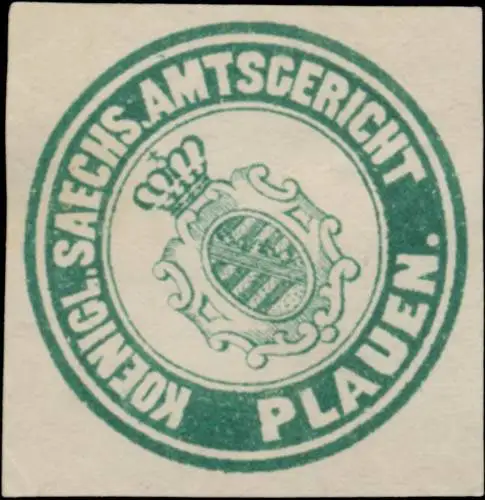 KOENIGL. SAECHS. AMTSGERICHT
PLAUEN.